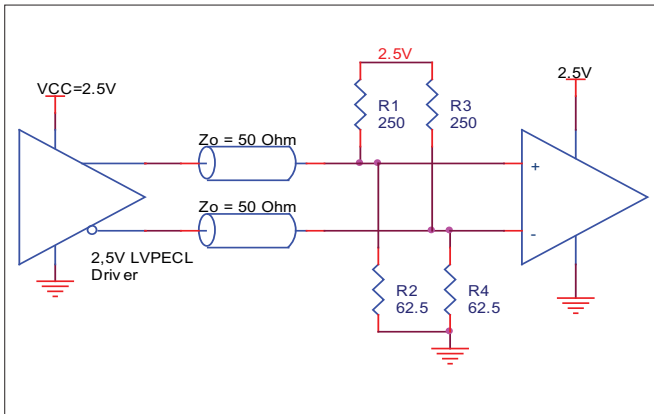 2.5V
VCC=2.5V
2.5V
R1
250
R3
250
Zo = 50 Ohm
+
Zo = 50 Ohm
-
2,5V LVPECL
Driver
R2
62.5
R4
62.5